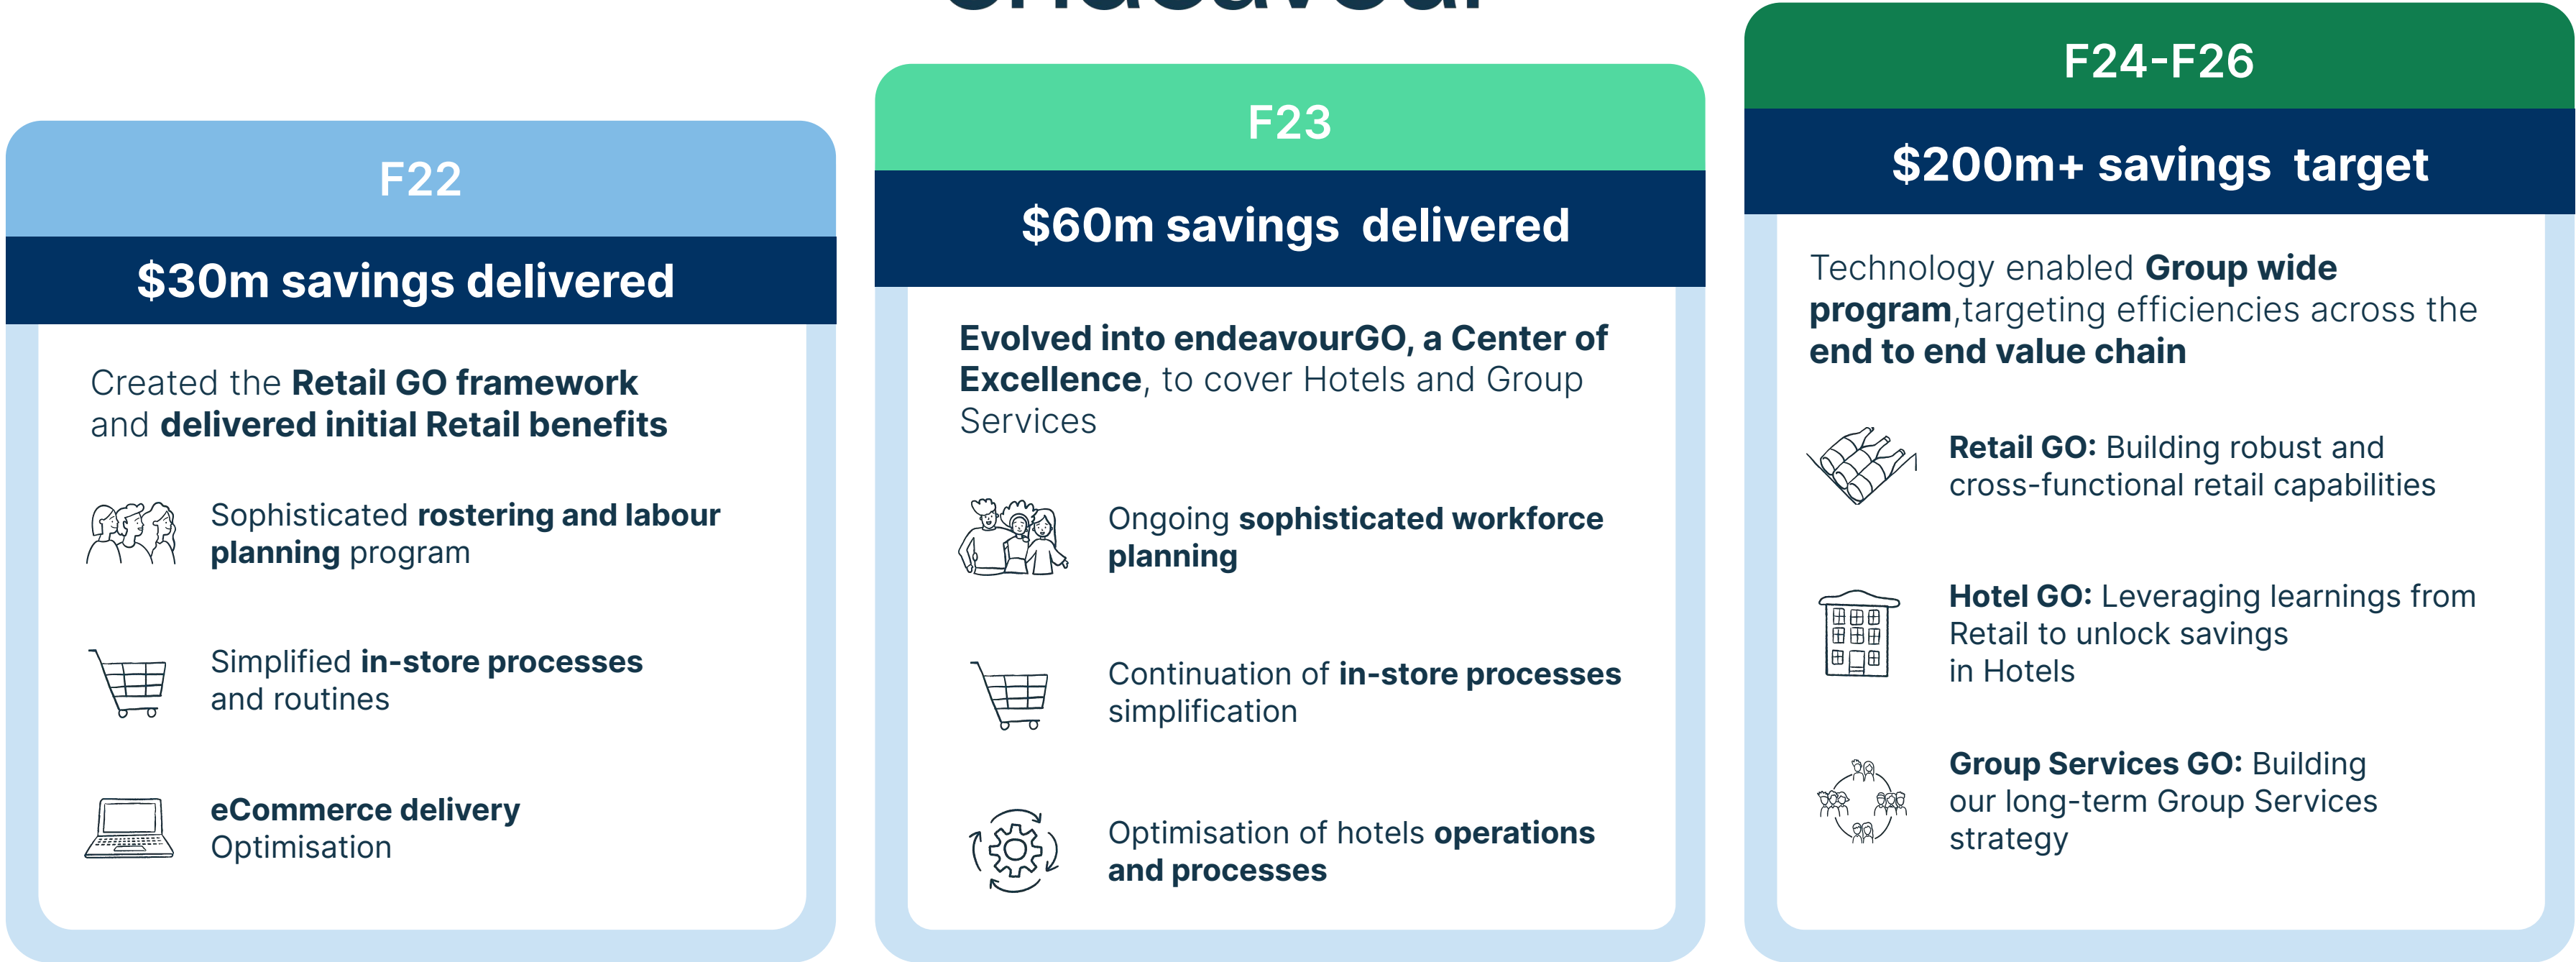 endeavour
F22
$30m savings delivered
Created the Retail GO framework
and delivered initial Retail benefits
Sophisticated rostering and labour
planning program
Simplified in-store processes
and routines
eCommerce delivery
Optimisation
F23
$60m savings delivered
Evolved into endeavourGO, a Center of
Excellence, to cover Hotels and Group
Services
Ongoing sophisticated workforce
planning
Continuation of in-store processes
simplification
Optimisation of hotels operations
and processes
F24-F26
$200m+ savings target
Technology enabled Group wide
program,targeting efficiencies across the
end to end value chain
Retail GO: Building robust and
cross-functional retail capabilities
Hotel GO: Leveraging learnings from
Retail to unlock savings
in Hotels
Group Services GO: Building
our long-term Group Services
strategy